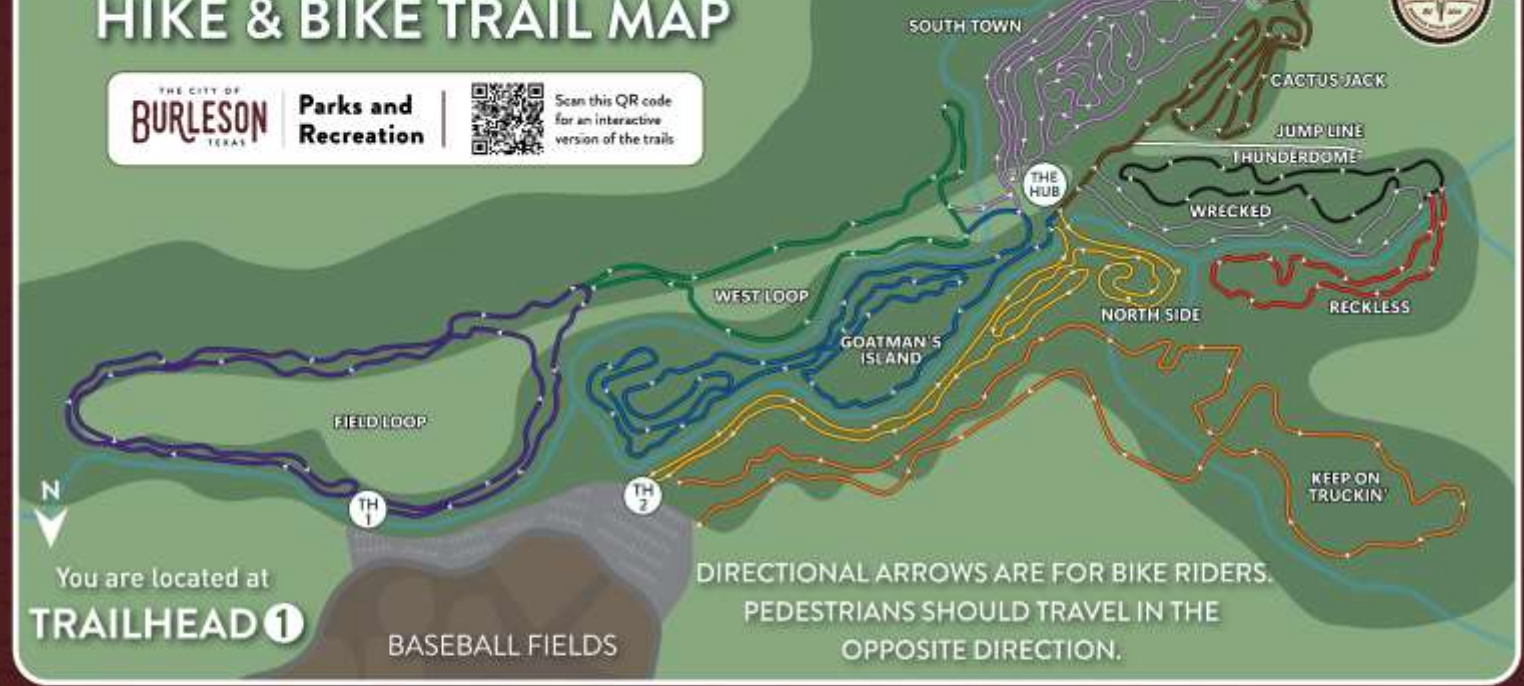 HIKE & BIKE TRAIL MAP
THE CITY OF
BURLESON
TEXAS
Parks and
Recreation
Scan this QR code
for an interactive
version of the trails
SOUTH TOWN
CACTUS JACK
JUMP LINE
THUNDERDOME
THE
HUB
WRECKED
WEST LOOP
NORTH SIDE
RECKLESS
GOATMAN'S
ISLAND
FIELD LOOP
KEEP ON
TRUCKIN'
N
TH
1
TH
2
You are located at
TRAILHEAD 1
BASEBALL FIELDS
DIRECTIONAL ARROWS ARE FOR BIKE RIDERS.
PEDESTRIANS SHOULD TRAVEL IN THE
OPPOSITE DIRECTION.